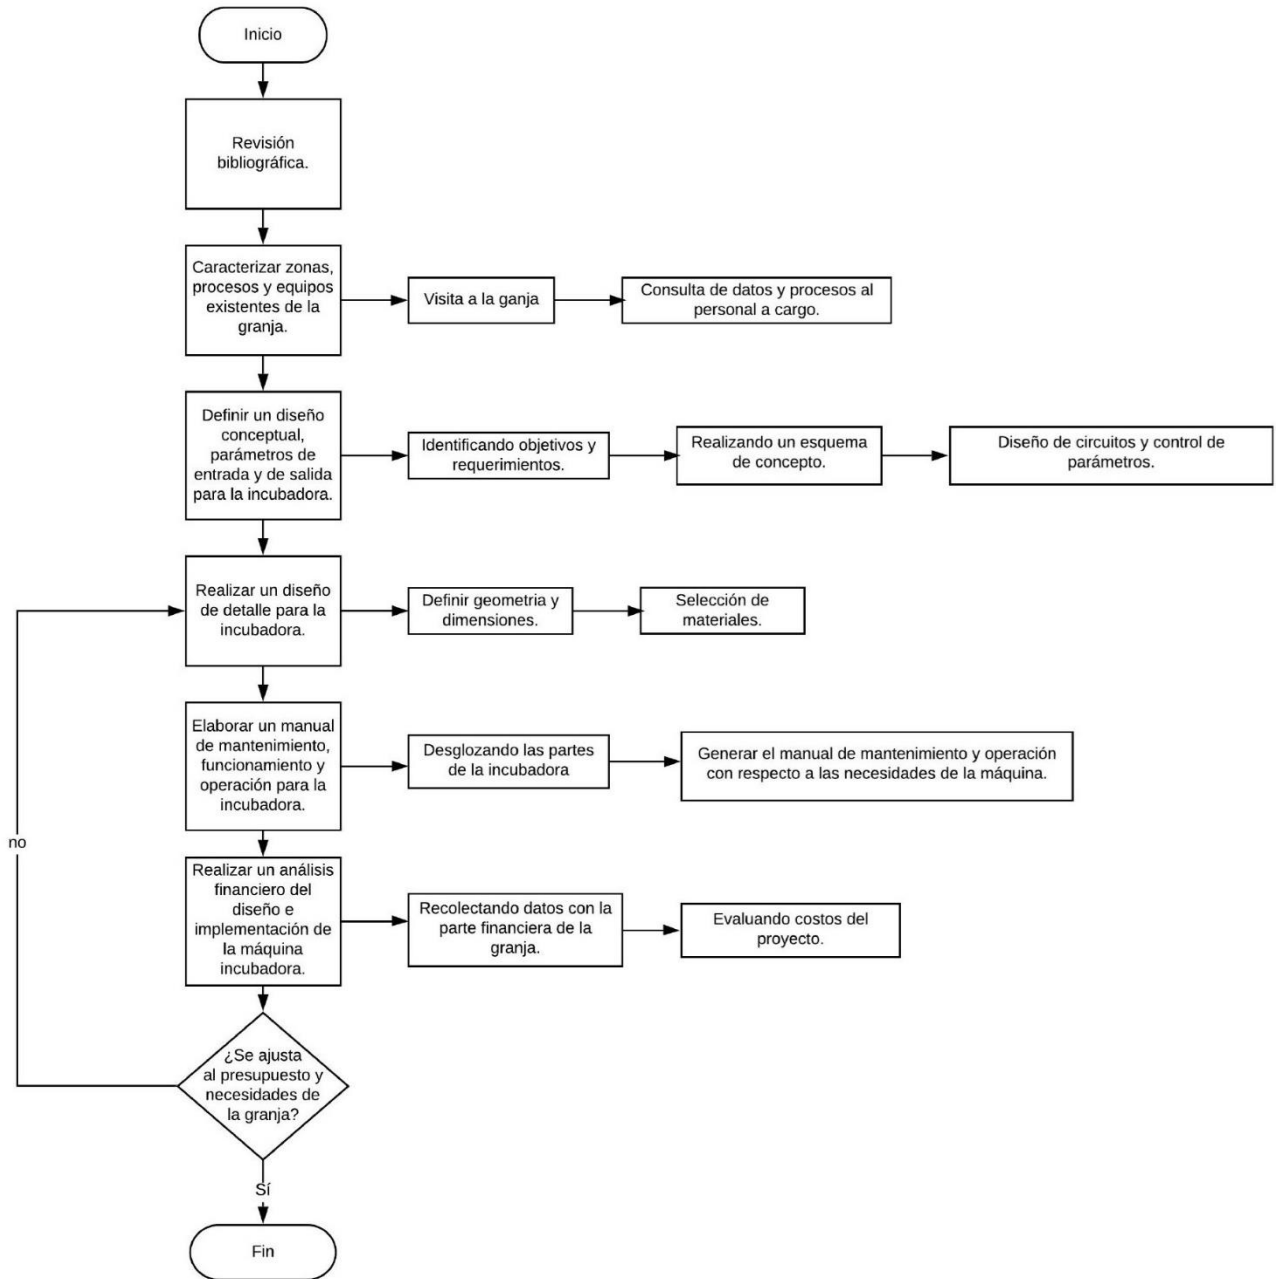 Inicio
Revisión
bibliográfica.
Caracterizar zonas,
procesos y equipos
existentes de la
granja.
Visita a la ganja
Consulta de datos y procesos al
personal a cargo.
Definir un diseño
conceptual,
parámetros de
entrada y de salida
para la incubadora.
Identificando objetivos y
requerimientos.
Realizando un esquema
de concepto.
Diseño de circuitos y control de
parámetros.
Realizar un diseño
de detalle para la
incubadora.
Definir geometria y
dimensiones.
Selección de
materiales.
Elaborar un manual
de mantenimiento,
funcionamiento y
operación para la
incubadora.
Desglozando las partes
de la incubadora
Generar el manual de mantenimiento y operación
con respecto a las necesidades de la máquina.
no
Realizar un análisis
financiero del
diseño e
implementación de
la máquina
incubadora.
Recolectando datos con la
parte financiera de la
granja.
Evaluando costos del
proyecto.
¿Se ajusta
al presupuesto y
necesidades de
la granja?
Sí
Fin